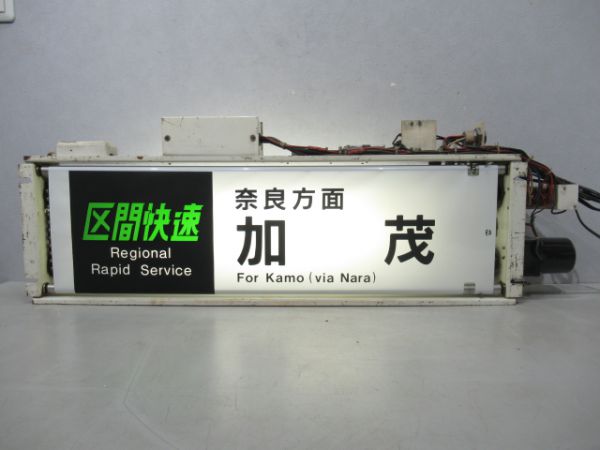 区間快速
Regional
Rapid Service
奈良方面
加 茂
For Kamo (via Nara)